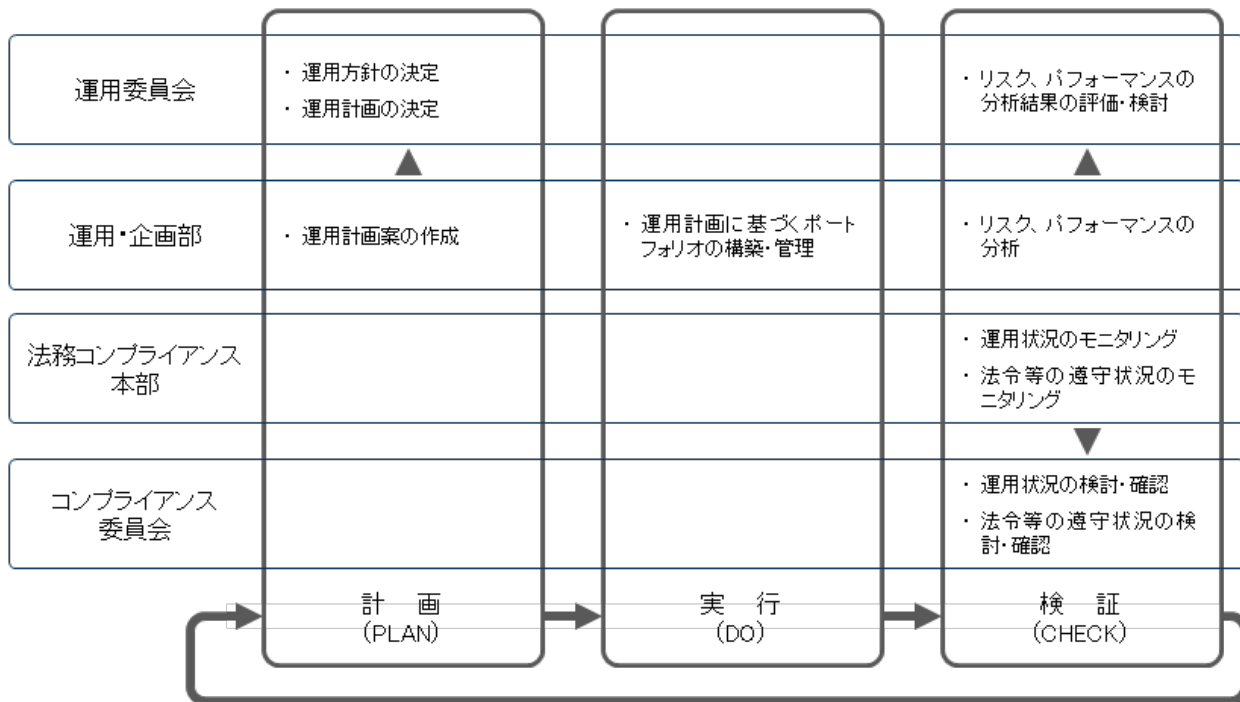 運用委員会
・ 運用方針の決定
・ 運用計画の決定
・ リスク、パフォーマンスの
分析結果の評価・検討
運用・企画部
・ 運用計画案の作成
・ 運用計画に基づくポート
フォリオの構築・管理
・ リスク、パフォーマンスの
分析
法務コンプライアンス
本部
・ 運用状況のモニタリング
・ 法令等の遵守状況のモ
ニタリング
コンプライアンス
委員会
・ 運用状況の検討・確認
・ 法令等の遵守状況の検
討・確認
計 画
(PLAN)
実 行
(DO)
検 証
(CHECK)